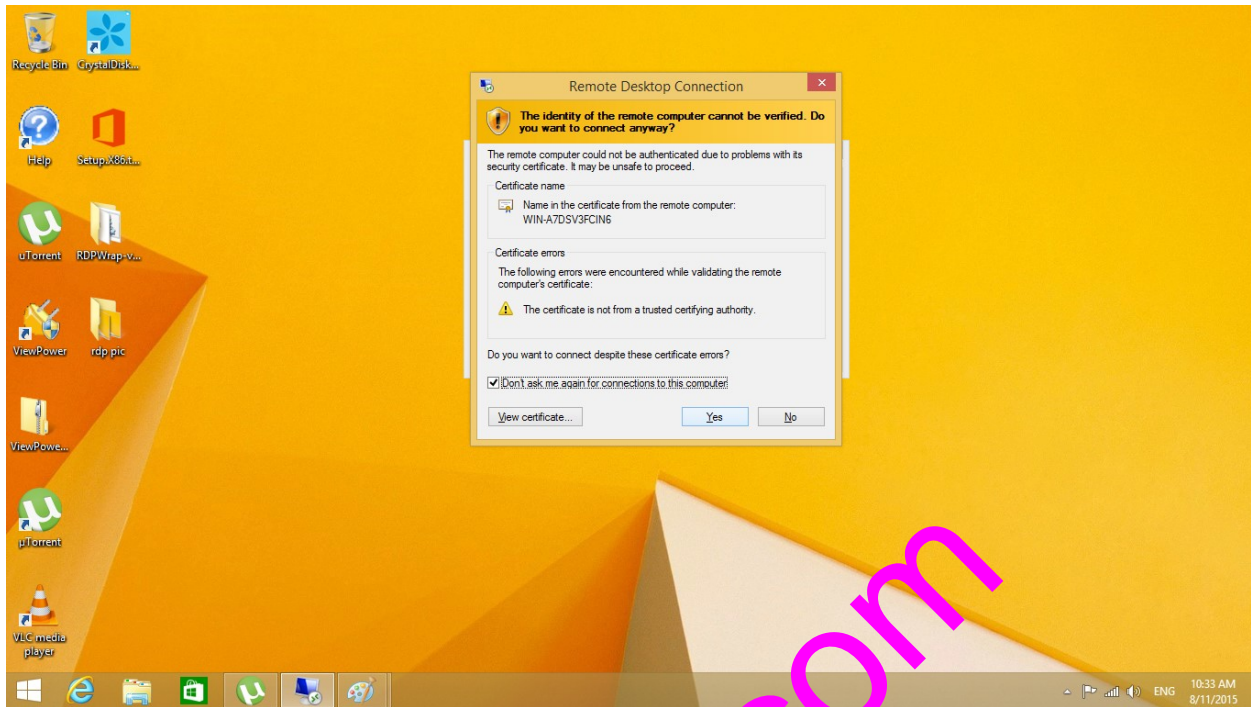 Recycle Bin
CrystalDisk...
Help
Setup.X86.t...
uTorrent
RDPWrap-v...
ViewPower
rdp pic
ViewPowe...
µTorrent
VLC media
player
Remote Desktop Connection
The identity of the remote computer cannot be verified. Do
you want to connect anyway?
The remote computer could not be authenticated due to problems with its
security certificate. It may be unsafe to proceed.
Certificate name
Name in the certificate from the remote computer:
WIN-A7DSV3FCIN6
Certificate errors
The following errors were encountered while validating the remote
computer's certificate:
The certificate is not from a trusted certifying authority.
Do you want to connect despite these certificate errors?
Don't ask me again for connections to this computer
View certificate...
Yes
No
com
ENG
10:33 AM
8/11/2015